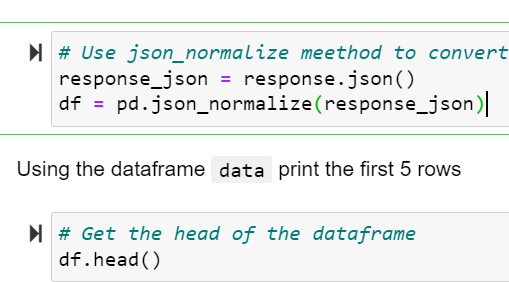 # Use json_normalize meethod to convert
response_json = response.json()
df = pd.json_normalize(response_json)
Using the dataframe data print the first 5 rows
# Get the head of the dataframe
df.head()